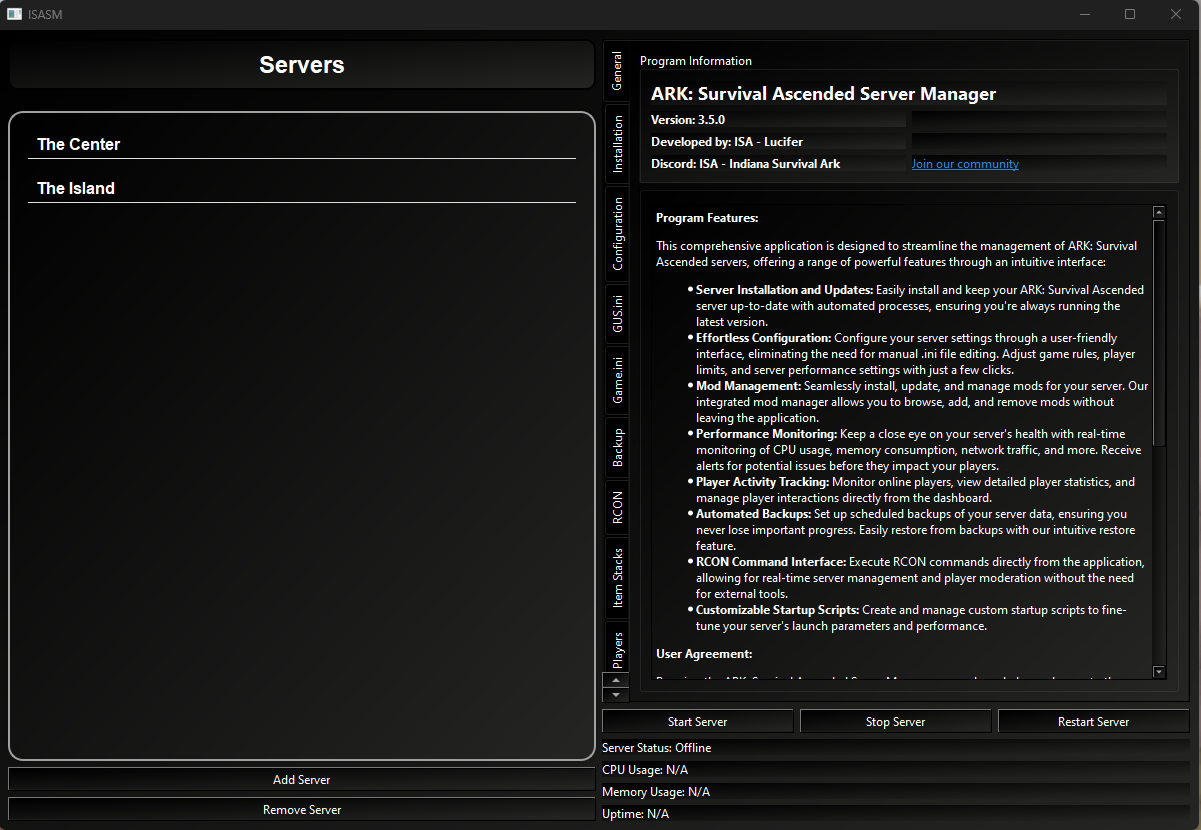 ISASM
Servers
The Center
The Island
Add Server
Remove Server
General
Installation
Configuration
GUS.ini
Game.ini
Backup
RCON
Item Stacks
Players
Program Information
ARK: Survival Ascended Server Manager
Version: 3.5.0
Developed by: ISA - Lucifer
Discord: ISA - Indiana Survival Ark
Join our community
Program Features:
This comprehensive application is designed to streamline the management of ARK: Survival
Ascended servers, offering a range of powerful features through an intuitive interface:
• Server Installation and Updates: Easily install and keep your ARK: Survival Ascended
server up-to-date with automated processes, ensuring you're always running the
latest version.
• Effortless Configuration: Configure your server settings through a user-friendly
interface, eliminating the need for manual .ini file editing. Adjust game rules, player
limits, and server performance settings with just a few clicks.
• Mod Management: Seamlessly install, update, and manage mods for your server. Our
integrated mod manager allows you to browse, add, and remove mods without
leaving the application.
• Performance Monitoring: Keep a close eye on your server's health with real-time
monitoring of CPU usage, memory consumption, network traffic, and more. Receive
alerts for potential issues before they impact your players.
• Player Activity Tracking: Monitor online players, view detailed player statistics, and
manage player interactions directly from the dashboard.
• Automated Backups: Set up scheduled backups of your server data, ensuring you
never lose important progress. Easily restore from backups with our intuitive restore
feature.
• RCON Command Interface: Execute RCON commands directly from the application,
allowing for real-time server management and player moderation without the need
for external tools.
• Customizable Startup Scripts: Create and manage custom startup scripts to fine-
tune your server's launch parameters and performance.
User Agreement:
Start Server
Stop Server
Restart Server
Server Status: Offline
CPU Usage: N/A
Memory Usage: N/A
Uptime: N/A